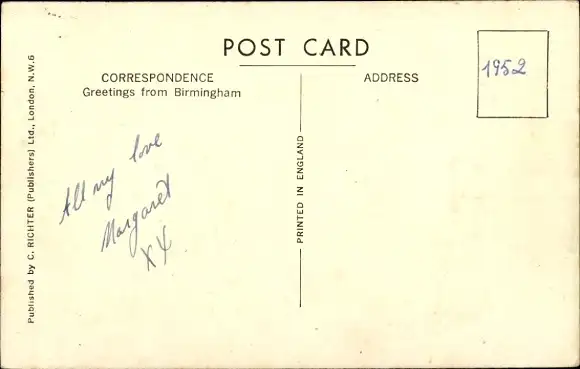 POST CARD
CORRESPONDENCE
Greetings from Birmingham
ADDRESS
1952
All my love
Margaret
XX
PRINTED IN ENGLAND
Published by C. RICHTER (Publishers) Ltd., London, N.W.6